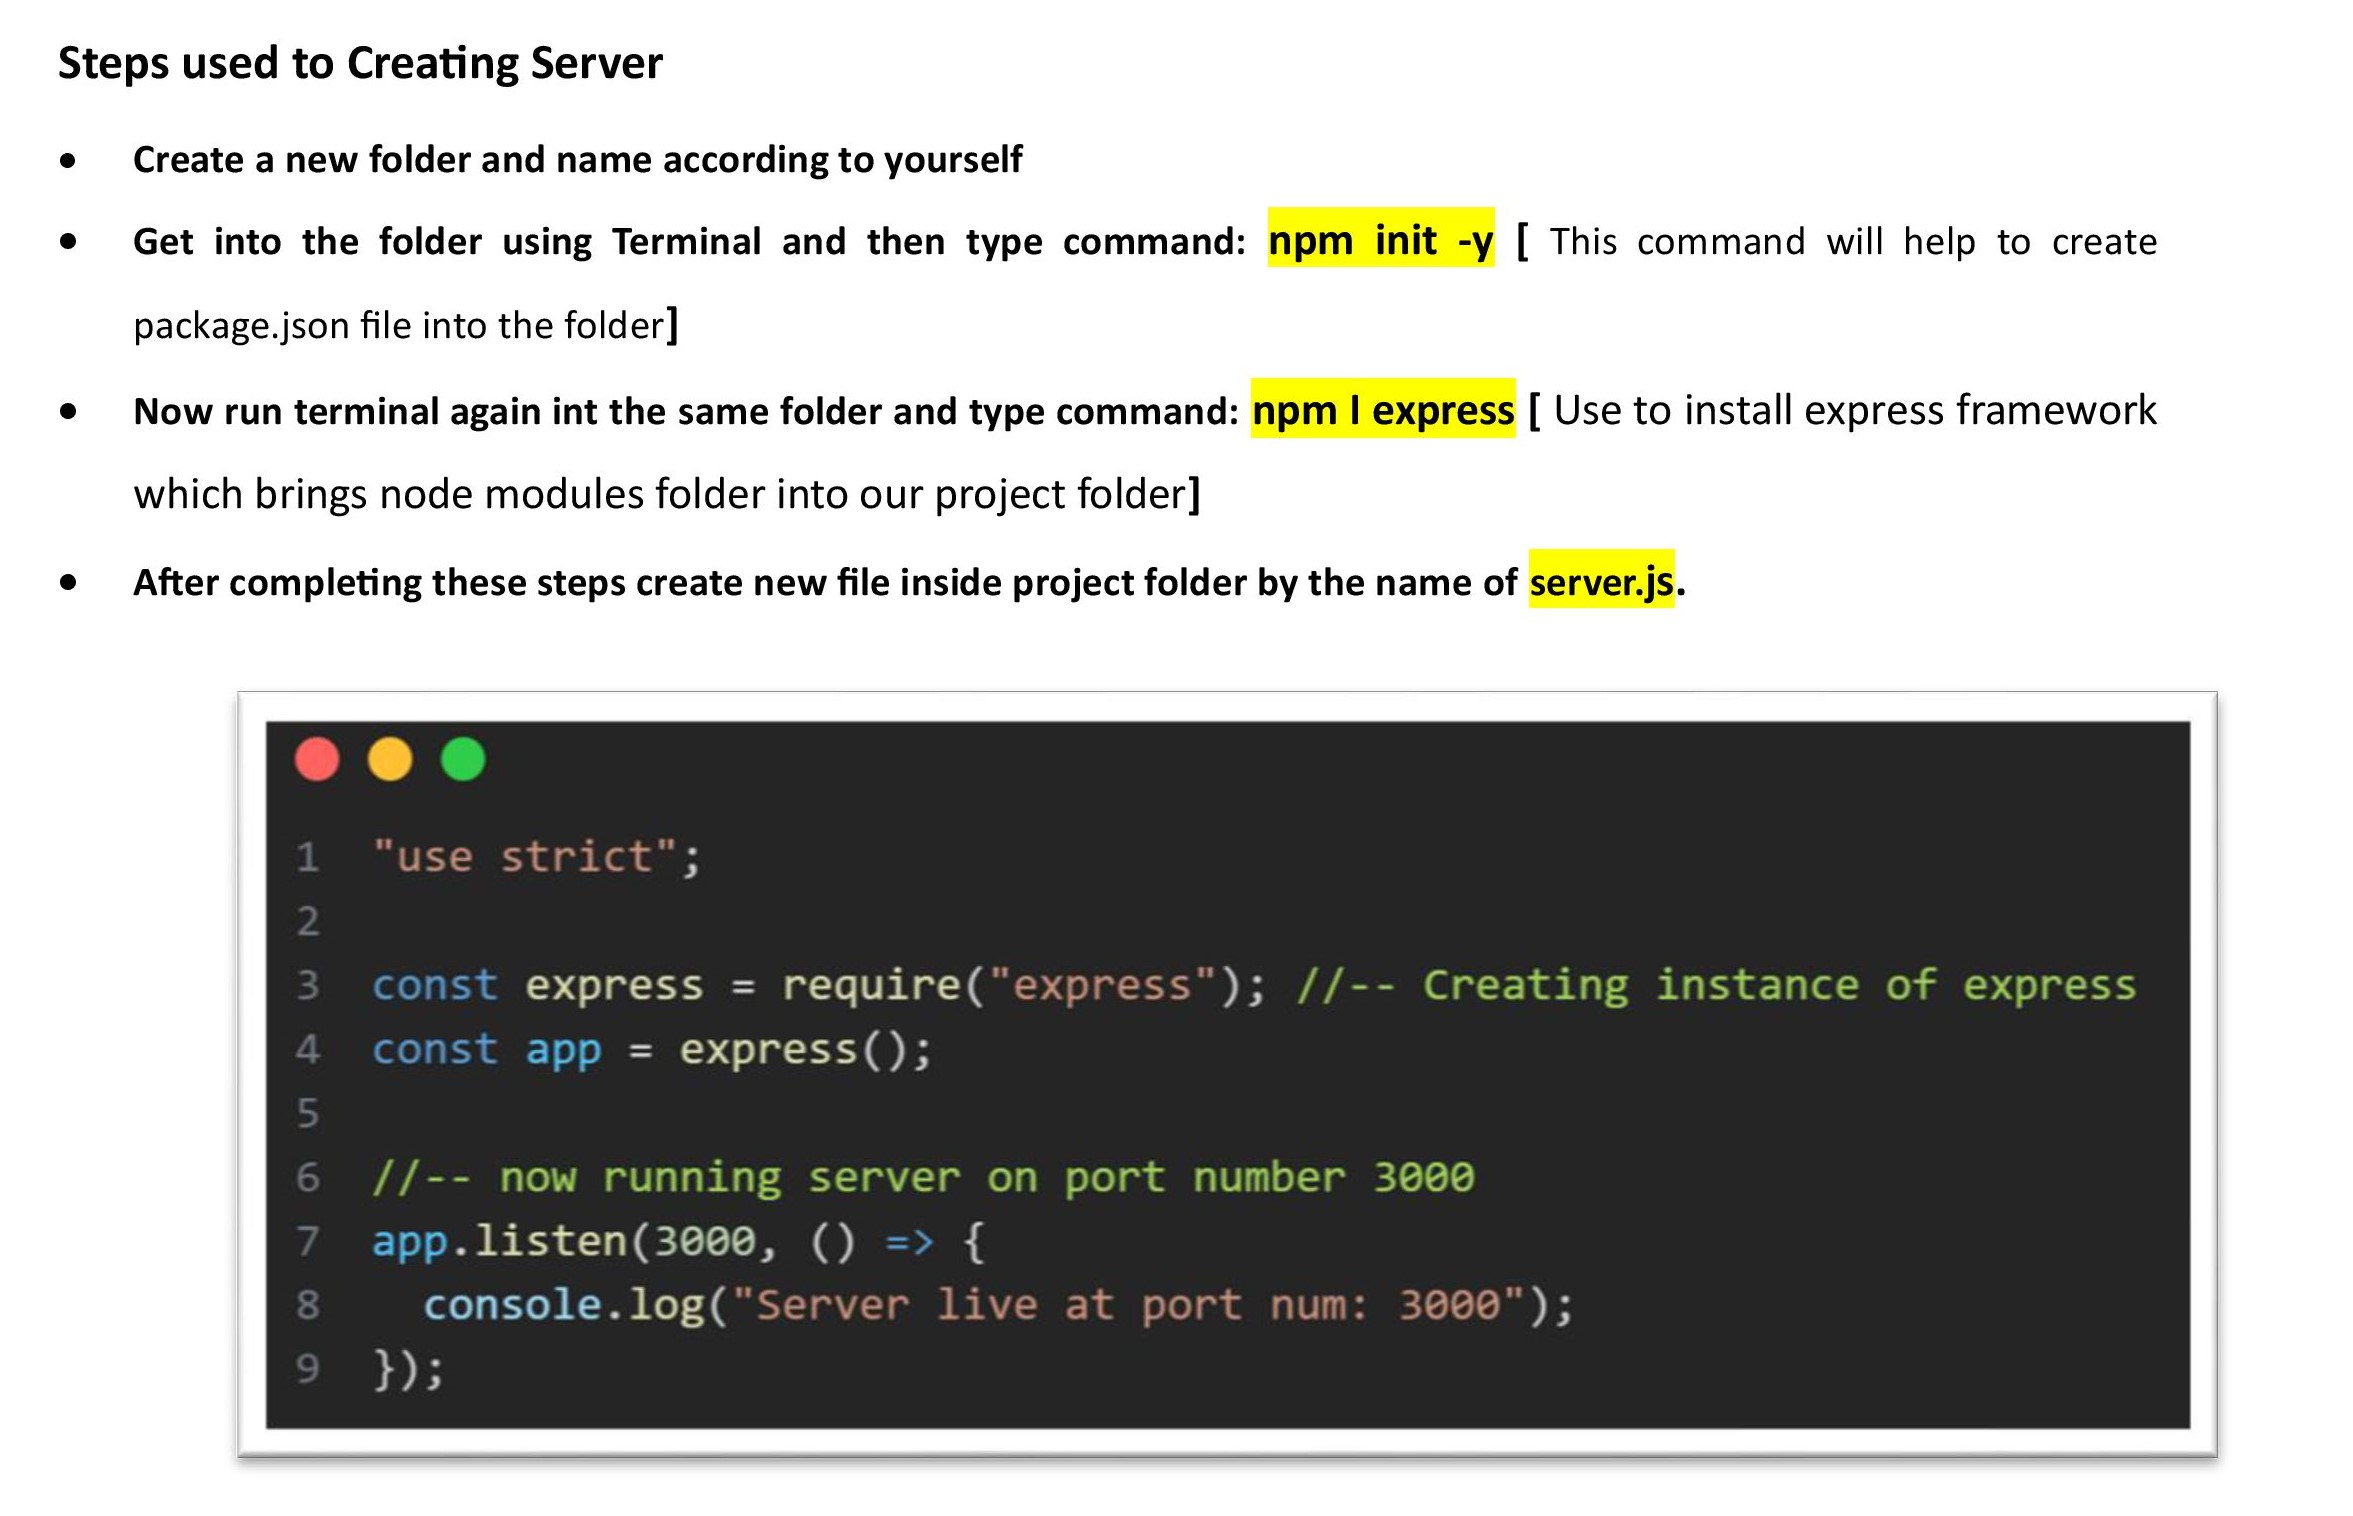 Steps used to Creating Server
• Create a new folder and name according to yourself
• Get into the folder using Terminal and then type command: npm init -y [ This command will help to create
package.json file into the folder]
• Now run terminal again int the same folder and type command: npm I express [ Use to install express framework
which brings node modules folder into our project folder]
• After completing these steps create new file inside project folder by the name of server.js.
1 "use strict";
2
3 const express = require("express"); //-- Creating instance of express
4 const app = express();
5
6 //-- now running server on port number 3000
7 app.listen(3000, () => {
8   console.log("Server live at port num: 3000");
9 });